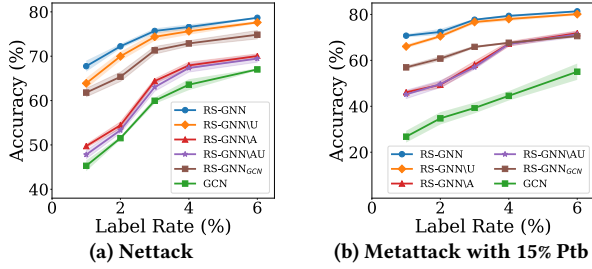 Accuracy (%)
80
70
60
50
40
0
2
4
6
Label Rate (%)
RS-GNN
RS-GNN\U
RS-GNN\A
RS-GNN\AU
RS-GNN_GCN
GCN
(a) Nettack
Accuracy (%)
80
60
40
20
0
2
4
6
Label Rate (%)
RS-GNN
RS-GNN\U
RS-GNN\A
RS-GNN\AU
RS-GNN_GCN
GCN
(b) Metattack with 15% Ptb